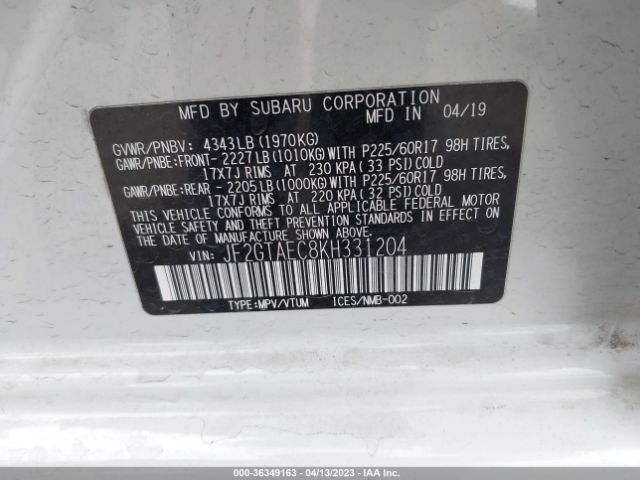 MFD BY SUBARU CORPORATION
MFD IN 04/19
GVWR/PNBV: 4343LB(1970KG)
GAWR/PNBE:FRONT- 2227LB(1010KG)WITH P225/60R17 98H TIRES,
17X7J RIMS AT 230 KPA(33 PSI)COLD
GAWR/PNBE:REAR - 2205LB(1000KG)WITH P225/60R17 98H TIRES,
17X7J RIMS AT 220 KPA(32 PSI)COLD
THIS VEHICLE CONFORMS TO ALL APPLICABLE FEDERAL MOTOR
VEHICLE SAFETY AND THEFT PREVENTION STANDARDS IN EFFECT
ON THE DATE OF MANUFACTURE SHOWN ABOVE.
VIN: JF2GTAEC8KH331204
TYPE:MPV/VTUM ICES/NMB-002
000-36349163 - 04/13/2023 - IAA Inc.